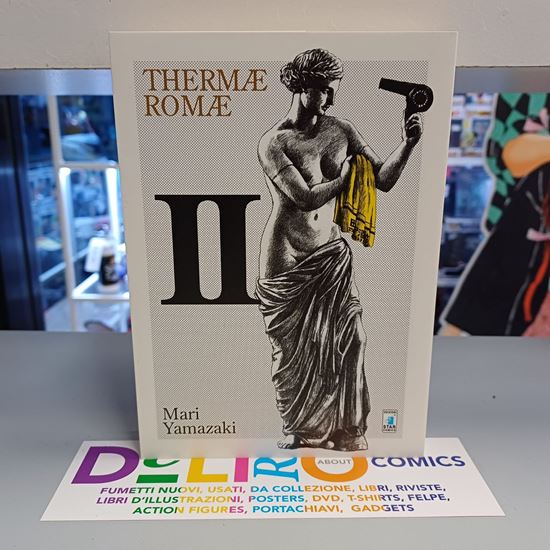 THERMÆ
ROMÆ
II
Mari
Yamazaki
STAR
COMICS
DeLiRiO
ABOUT
COMICS
FUMETTI NUOVI, USATI, DA COLLEZIONE, LIBRI, RIVISTE,
LIBRI D'ILLUSTRAZIONI, POSTERS, DVD, T-SHIRTS, FELPE,
ACTION FIGURES, PORTACHIAVI, GADGETS